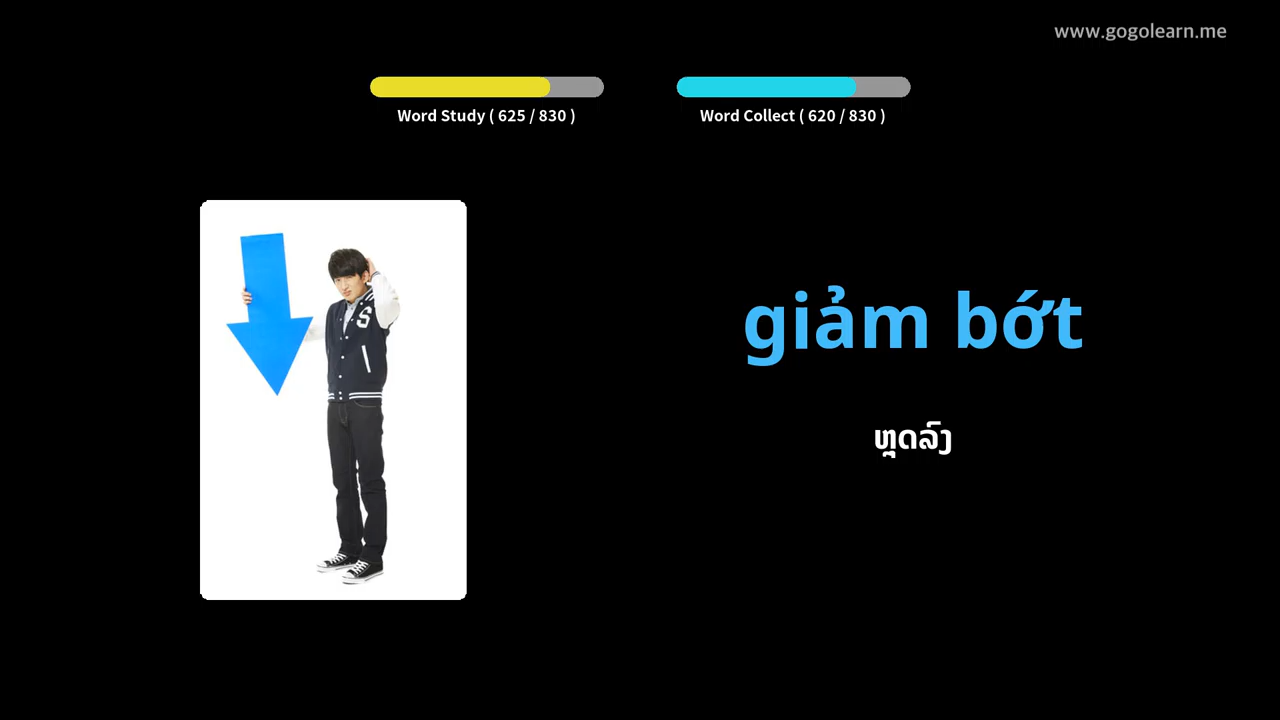 www.gogolearn.me
Word Study ( 625 / 830 )
Word Collect ( 620 / 830 )
S
giảm bớt
ຫຼຸດລົງ